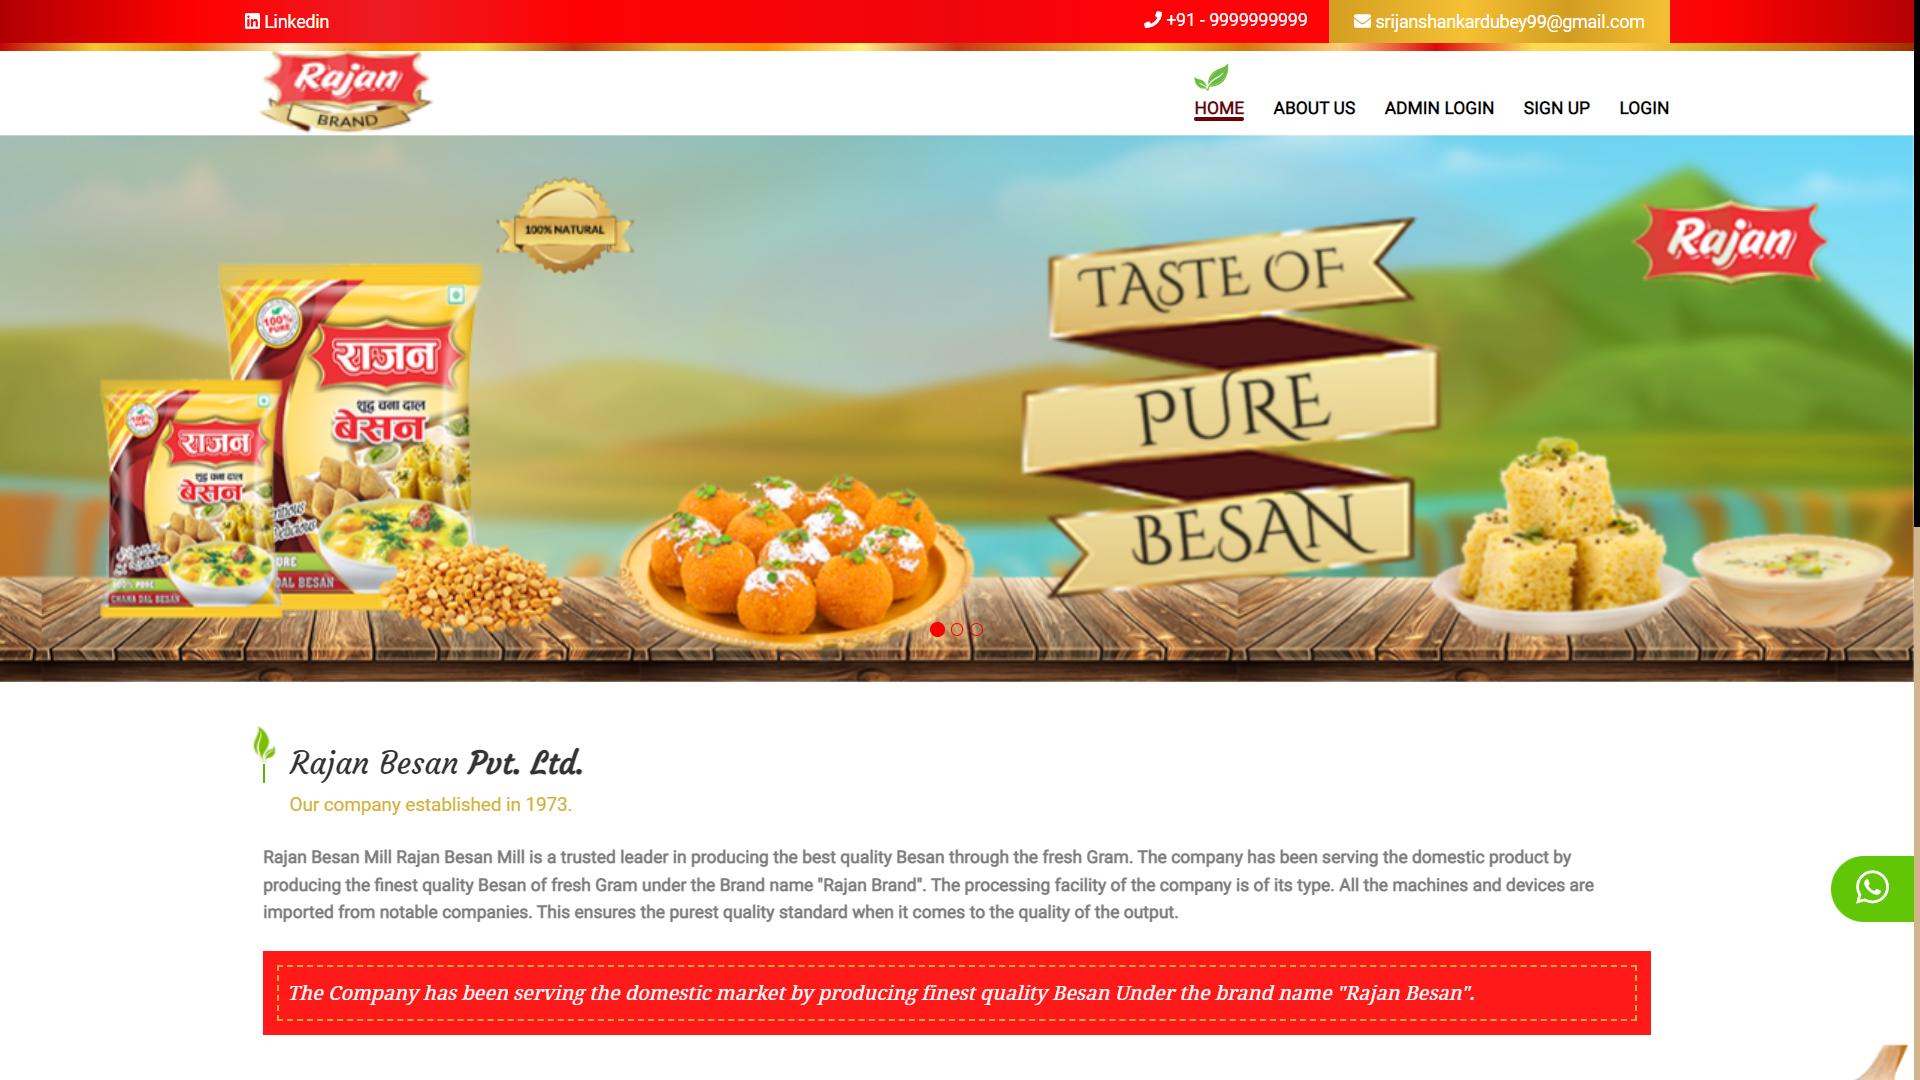 Linkedin
+91 - 9999999999
srijanshankardubey99@gmail.com
Rajan
BRAND
HOME
ABOUT US
ADMIN LOGIN
SIGN UP
LOGIN
100% NATURAL
TASTE OF
PURE
BESAN
Rajan
100%
PURE
राजन
शुद्ध चना दाल
बेसन
राजन
शुद्ध चना दाल
बेसन
100% PURE
CHANA DAL BESAN
DAL BESAN
Rajan Besan Pvt. Ltd.
Our company established in 1973.
Rajan Besan Mill Rajan Besan Mill is a trusted leader in producing the best quality Besan through the fresh Gram. The company has been serving the domestic product by
producing the finest quality Besan of fresh Gram under the Brand name "Rajan Brand". The processing facility of the company is of its type. All the machines and devices are
imported from notable companies. This ensures the purest quality standard when it comes to the quality of the output.
The Company has been serving the domestic market by producing finest quality Besan Under the brand name "Rajan Besan".